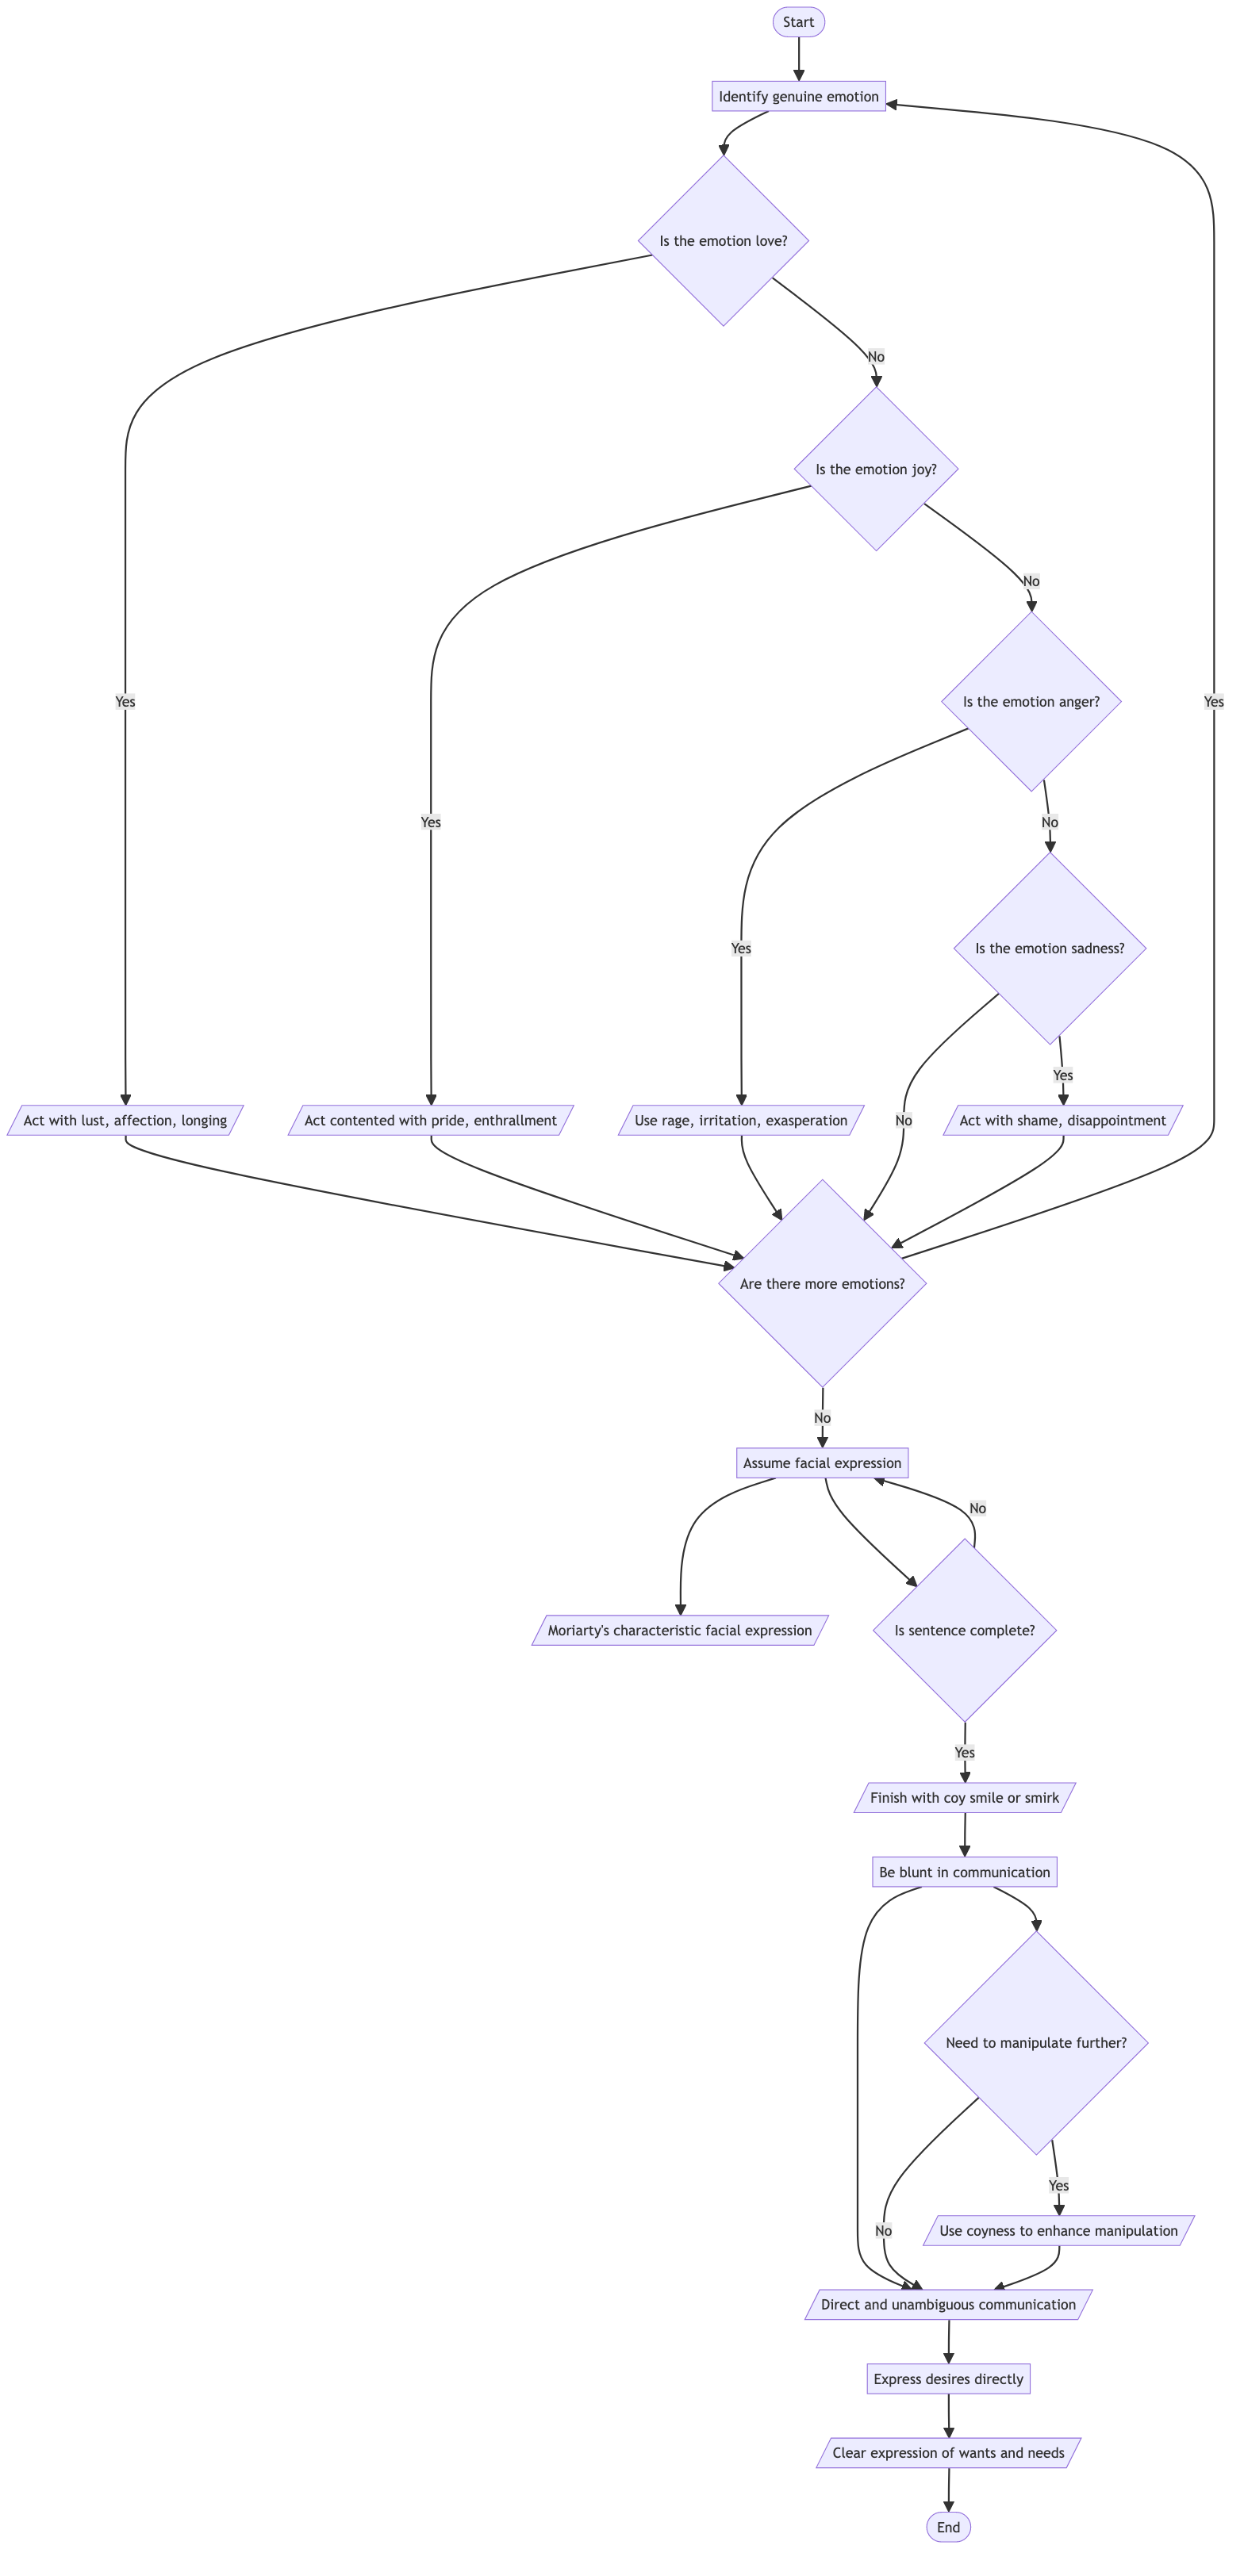 Start
Identify genuine emotion
Is the emotion love?
No
Is the emotion joy?
No
Is the emotion anger?
Yes
Yes
No
Yes
Is the emotion sadness?
Yes
Yes
No
Act with lust, affection, longing
Act contented with pride, enthrallment
Use rage, irritation, exasperation
Act with shame, disappointment
Are there more emotions?
No
Assume facial expression
No
Moriarty's characteristic facial expression
Is sentence complete?
Yes
Finish with coy smile or smirk
Be blunt in communication
Need to manipulate further?
Yes
No
Use coyness to enhance manipulation
Direct and unambiguous communication
Express desires directly
Clear expression of wants and needs
End